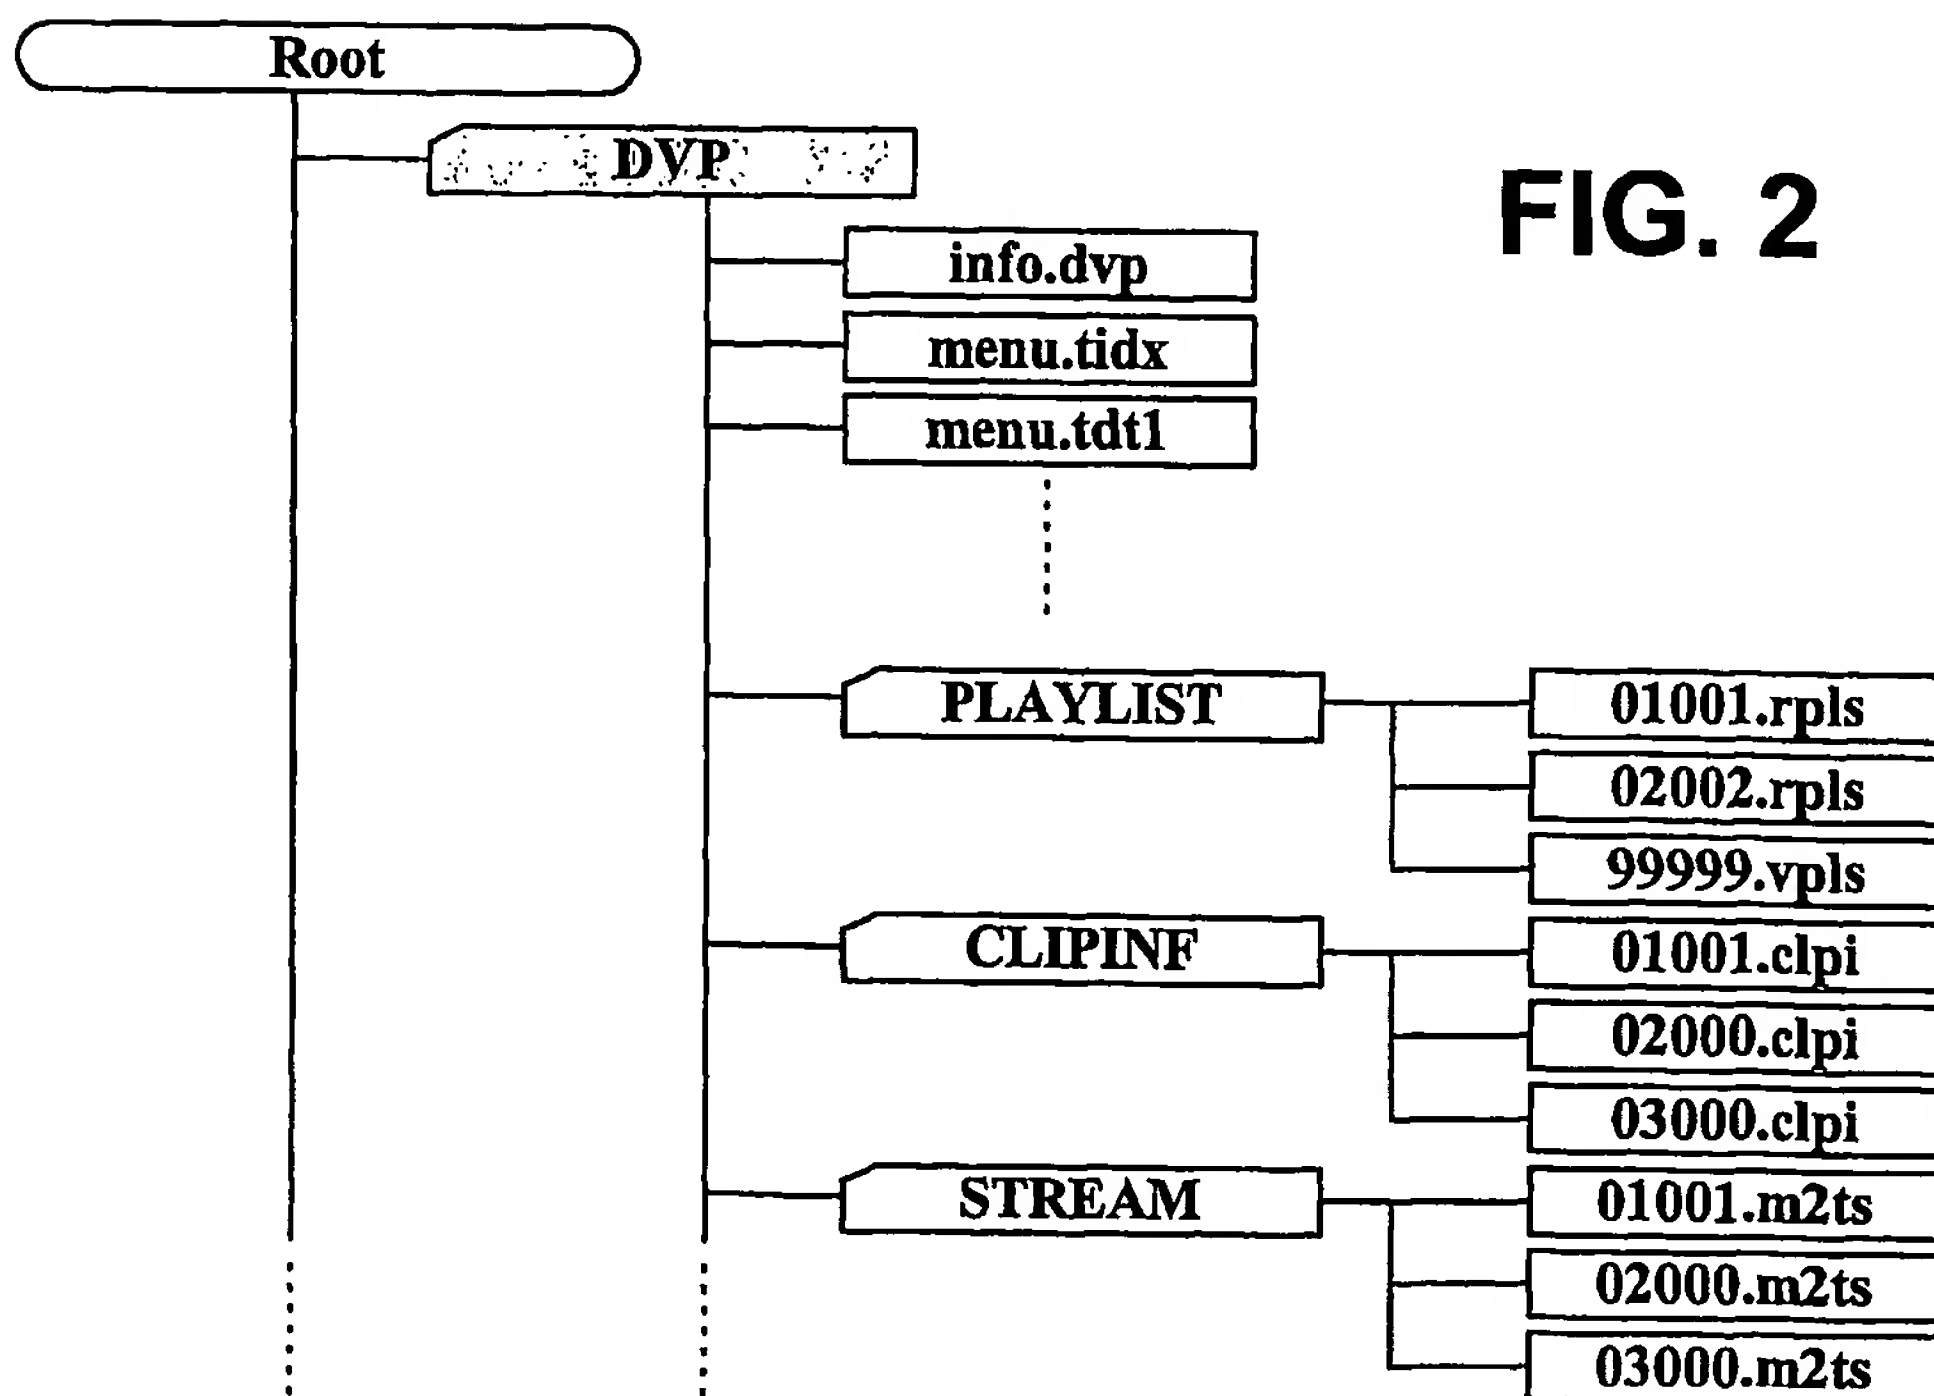 Root
DVP
FIG. 2
info.dvp
menu.tidx
menu.tdt1
PLAYLIST
01001.rpls
02002.rpls
99999.vpls
CLIPINF
01001.clpi
02000.clpi
03000.clpi
STREAM
01001.m2ts
02000.m2ts
03000.m2ts